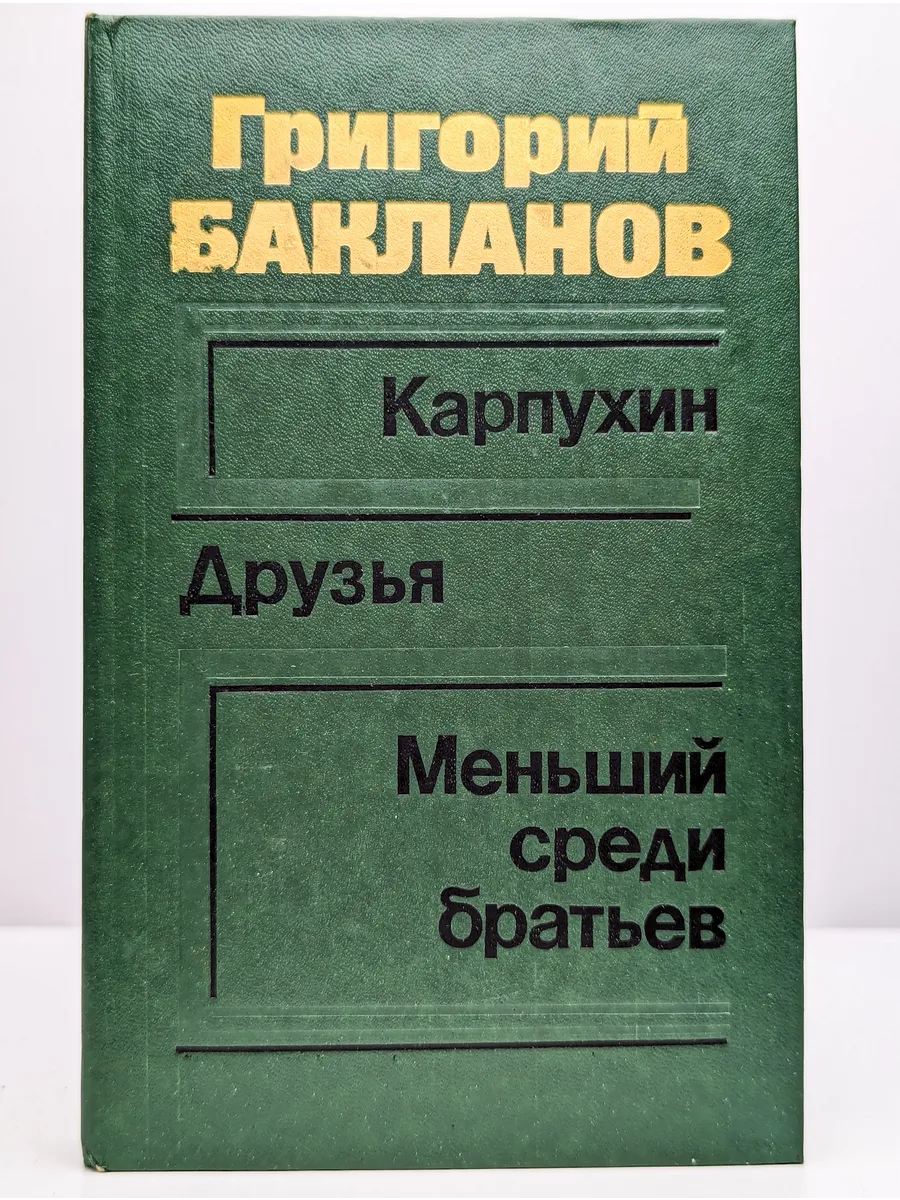 Григорий
БАКЛАНОВ
Карпухин
Друзья
Меньший
среди
братьев